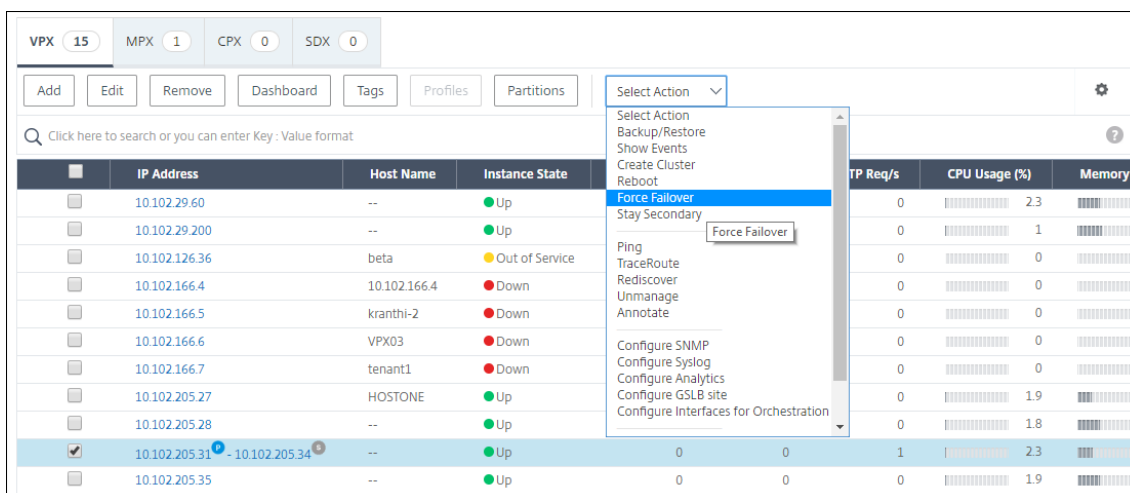 VPX 15 MPX 1 CPX 0 SDX 0
Add Edit Remove Dashboard Tags Profiles Partitions Select Action
Click here to search or you can enter Key : Value format ?
IP Address Host Name Instance State TP Req/s CPU Usage (%) Memory
Select Action
Backup/Restore
Show Events
Create Cluster
Reboot
Force Failover
Stay Secondary
Force Failover
Ping
TraceRoute
Rediscover
Unmanage
Annotate
Configure SNMP
Configure Syslog
Configure Analytics
Configure GSLB site
Configure Interfaces for Orchestration
10.102.29.60 -- Up 0 2.3
10.102.29.200 -- Up 0 1
10.102.126.36 beta Out of Service 0 0
10.102.166.4 10.102.166.4 Down 0 0
10.102.166.5 kranthi-2 Down 0 0
10.102.166.6 VPX03 Down 0 0
10.102.166.7 tenant1 Down 0 0
10.102.205.27 HOSTONE Up 0 1.9
10.102.205.28 -- Up 0 1.8
10.102.205.31 P - 10.102.205.34 S -- Up 0 0 1 2.3
10.102.205.35 -- Up 0 0 0 1.9